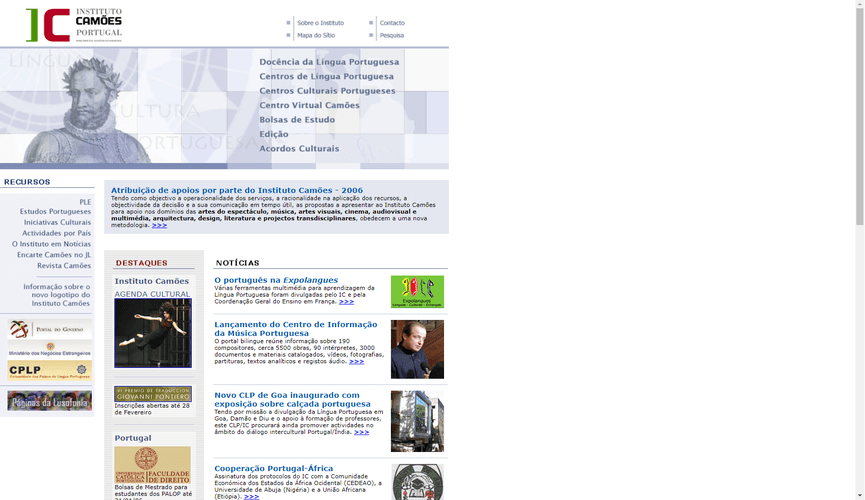 INSTITUTO
CAMÕES
PORTUGAL
Sobre o Instituto
Contacto
Mapa do Sítio
Pesquisa
LÍNGUA
CULTURA
PORTUGUESA
Docência da Língua Portuguesa
Centros de Língua Portuguesa
Centros Culturais Portugueses
Centro Virtual Camões
Bolsas de Estudo
Edição
Acordos Culturais
RECURSOS
PLE
Estudos Portugueses
Iniciativas Culturais
Actividades por País
O Instituto em Notícias
Encarte Camões no JL
Revista Camões
Informação sobre o
novo logotipo do
Instituto Camões
PORTAL DO GOVERNO
Ministério dos Negócios Estrangeiros
CPLP
Comunidade dos Países de Língua Portuguesa
Páginas da Lusofonia
Atribuição de apoios por parte do Instituto Camões - 2006
Tendo como objectivo a operacionalidade dos serviços, a racionalidade na aplicação dos recursos, a
objectividade da decisão e a sua comunicação em tempo útil, as propostas a apresentar ao Instituto Camões
para apoio nos domínios das artes do espectáculo, música, artes visuais, cinema, audiovisual e
multimédia, arquitectura, design, literatura e projectos transdisciplinares, obedecem a uma nova
metodologia. >>>
DESTAQUES
Instituto Camões
AGENDA CULTURAL
VI PREMIO DE TRADUCCIÓN
GIOVANNI PONTIERO
Inscrições abertas até 28
de Fevereiro
Portugal
UNIVERSIDADE
CATÓLICA
PORTUGUESA
FACULDADE
DE DIREITO
Bolsas de Mestrado para
estudantes dos PALOP até
NOTÍCIAS
O português na Expolangues
Várias ferramentas multimédia para aprendizagem da
Língua Portuguesa foram divulgadas pelo IC e pela
Coordenação Geral do Ensino em França. >>>
Expolangues
Lançamento do Centro de Informação
da Música Portuguesa
O portal bilingue reúne informação sobre 190
compositores, cerca 5500 obras, 90 intérpretes, 3000
documentos e materiais catalogados, vídeos, fotografias,
partituras, textos analíticos e registos áudio. >>>
Novo CLP de Goa inaugurado com
exposição sobre calçada portuguesa
Tendo por missão a divulgação da Língua Portuguesa em
Goa, Damão e Diu e o apoio à formação de professores,
este CLP/IC procurará ainda promover actividades no
âmbito do diálogo intercultural Portugal/Índia. >>>
Cooperação Portugal-África
Assinatura dos protocolos do IC com a Comunidade
Económica dos Estados da África Ocidental (CEDEAO), a
Universidade de Abuja (Nigéria) e a União Africana
(Etiópia). >>>